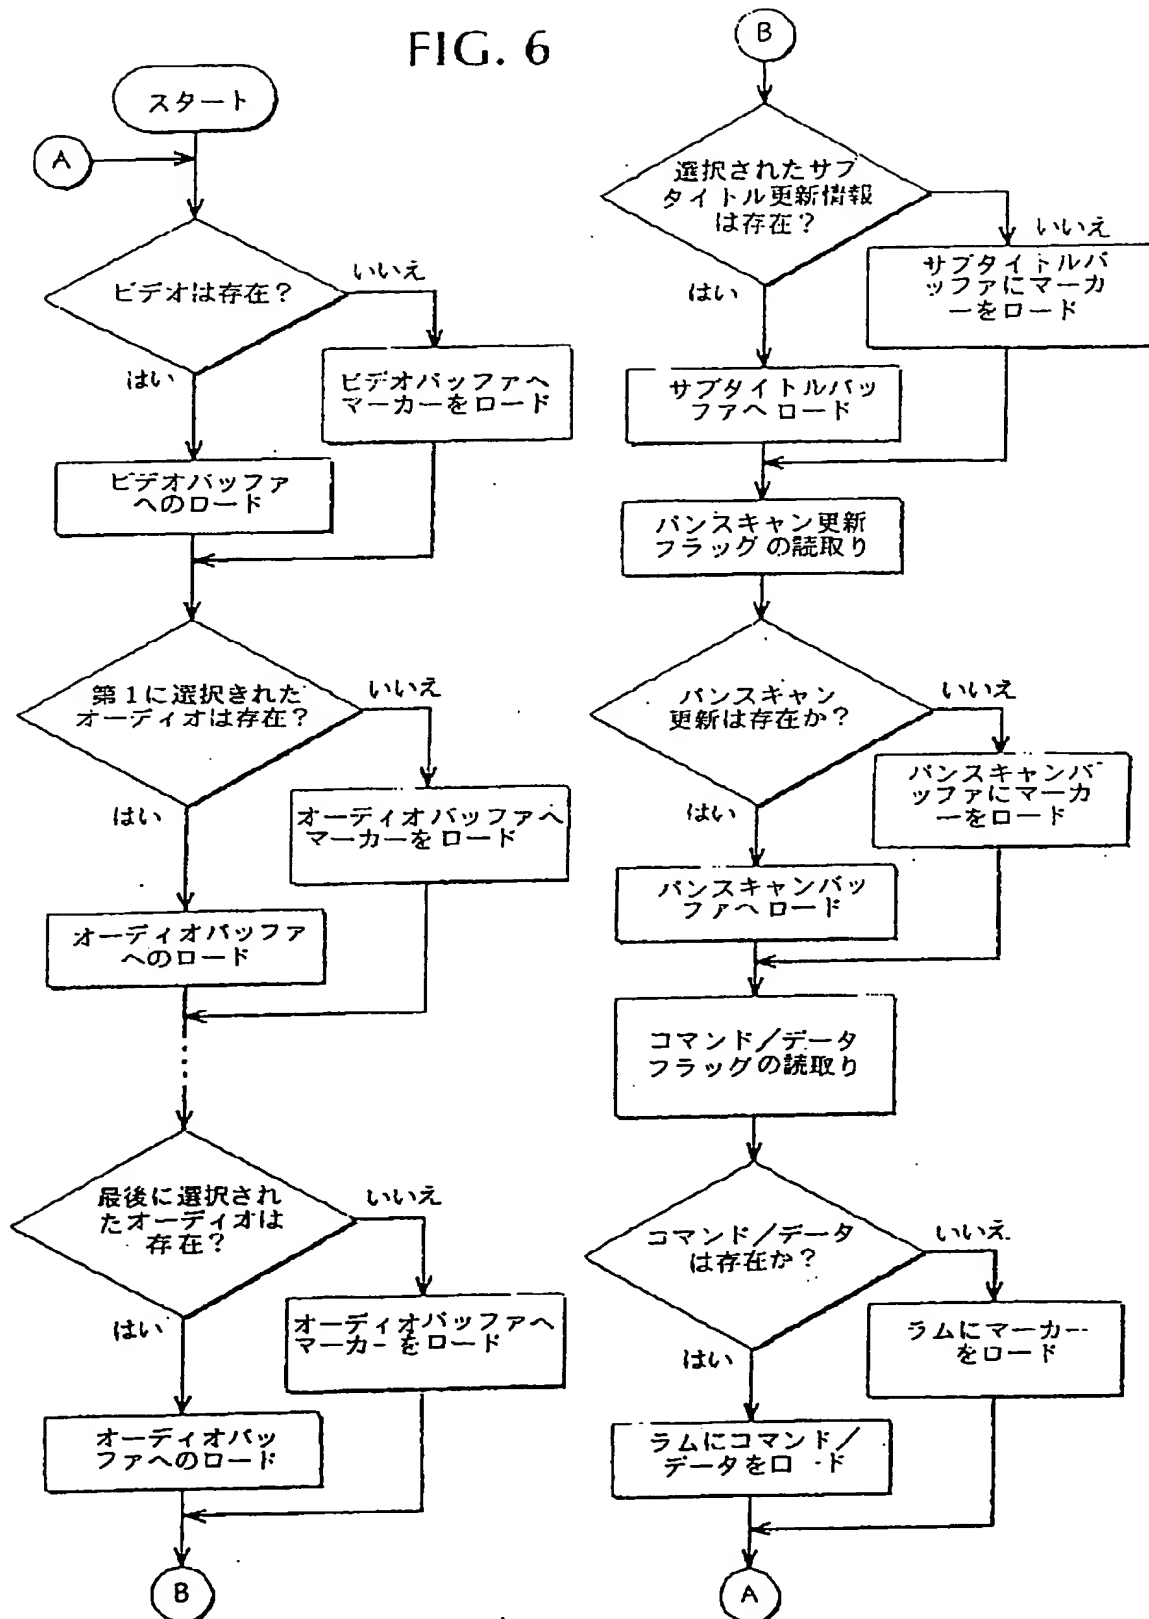 FIG. 6
スタート
A
ビデオは存在?
いいえ
はい
ビデオバッファへ
マーカーをロード
ビデオバッファ
へのロード
第1に選択された
オーディオは存在?
いいえ
はい
オーディオバッファへ
マーカーをロード
オーディオバッファ
へのロード
最後に選択され
たオーディオは
存在?
いいえ
はい
オーディオバッファへ
マーカーをロード
オーディオバッ
ファへのロード
B
B
選択されたサブ
タイトル更新情報
は存在?
いいえ
はい
サブタイトルバ
ッファにマーカ
ーをロード
サブタイトルバッ
ファへロード
パンスキャン更新
フラッグの読取り
パンスキャン
更新は存在か?
いいえ
はい
パンスキャンバ
ッファにマーカ
ーをロード
パンスキャンバッ
ファへロード
コマンド/データ
フラッグの読取り
コマンド/データ
は存在か?
いいえ
はい
ラムにマーカー
をロード
ラムにコマンド/
データをロード
A